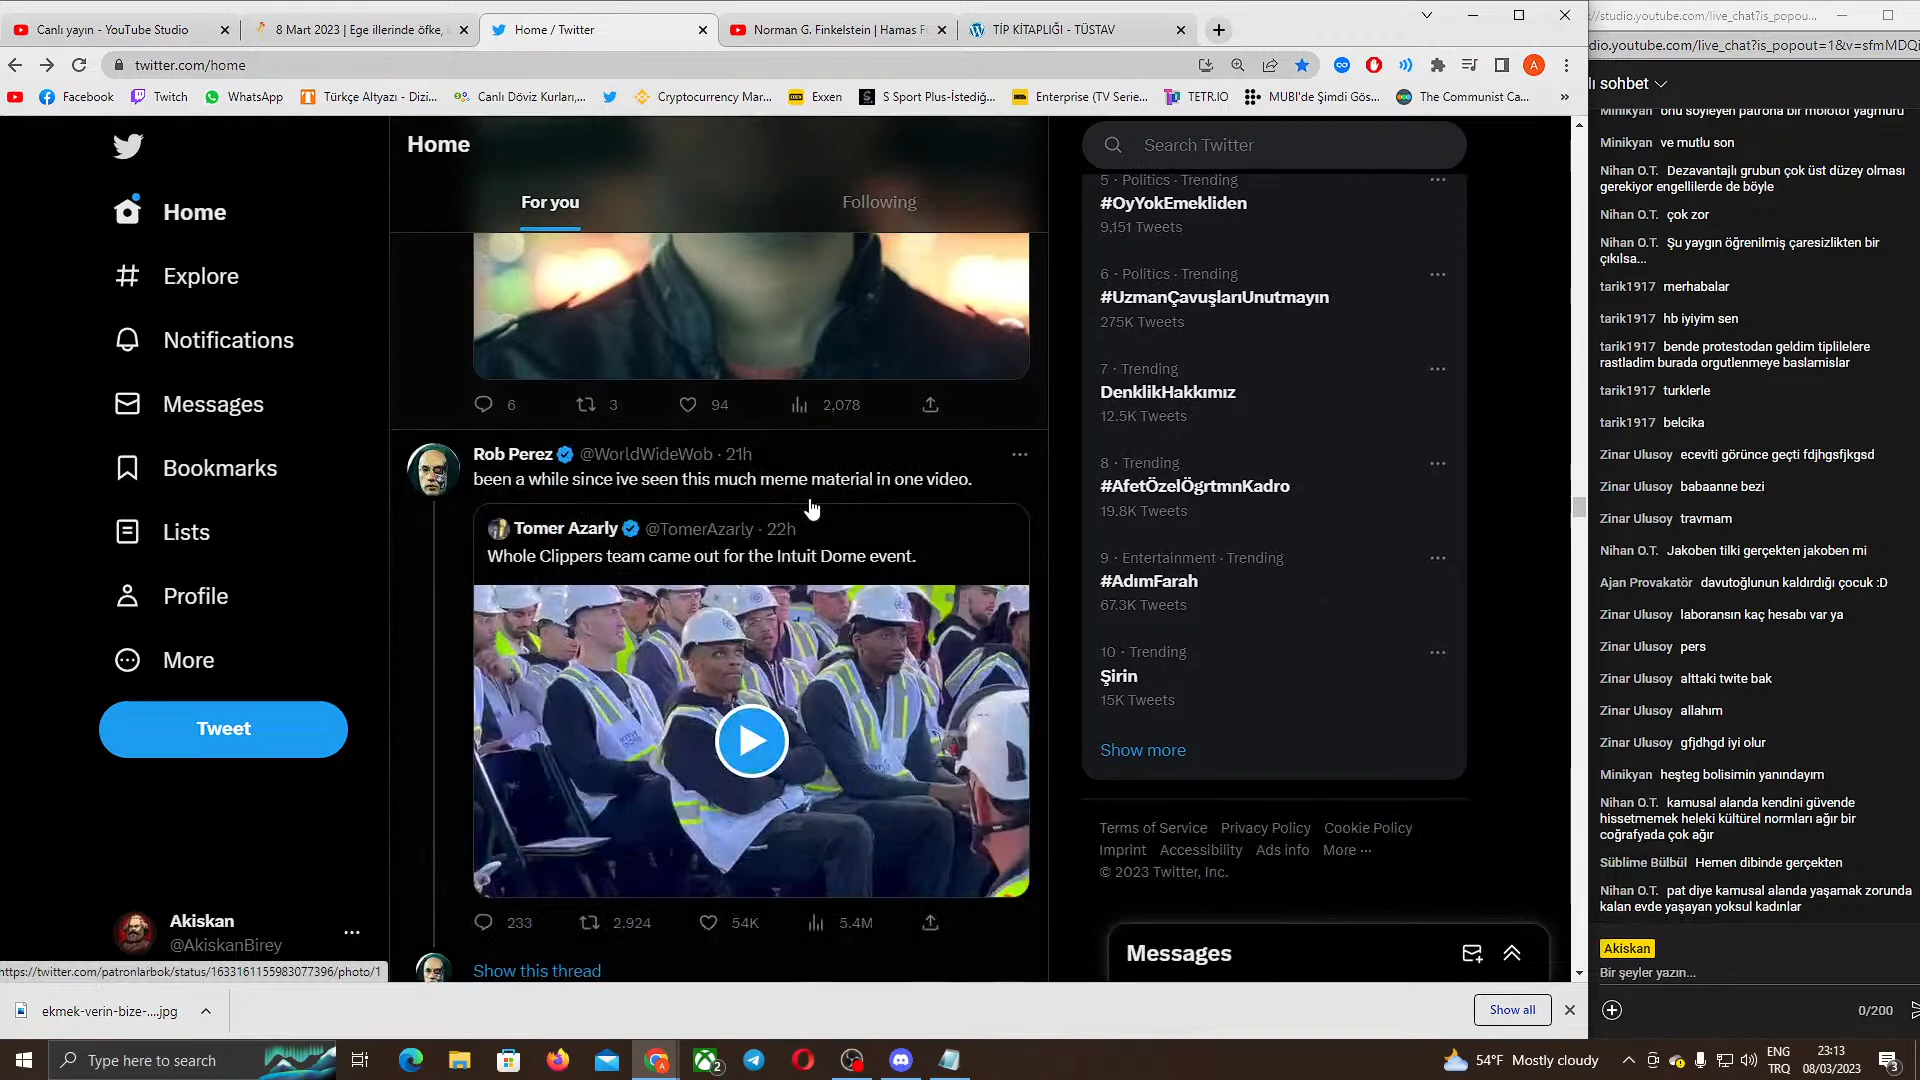 Canlı yayın - YouTube Studio
8 Mart 2023 | Ege illerinde öfke,
Home / Twitter
Norman G. Finkelstein | Hamas
TİP KİTAPLIĞI - TÜSTAV
//studio.youtube.com/live_chat?is_popou...
twitter.com/home
dio.youtube.com/live_chat?is_popout=1&v=sfmMDQi
Facebook
Twitch
WhatsApp
Türkçe Altyazı - Dizi...
Canlı Döviz Kurları,...
Cryptocurrency Mar...
Exxen
S Sport Plus-İstediğ...
Enterprise (TV Serie...
TETR.IO
MUBI'de Şimdi Gös...
The Communist Ca...
»
Home
For you
Following
Home
Explore
Notifications
Messages
Bookmarks
Lists
Profile
More
Tweet
Akiskan
@AkiskanBirey
6
3
94
2,078
Rob Perez @WorldWideWob · 21h
been a while since ive seen this much meme material in one video.
Tomer Azarly @TomerAzarly · 22h
Whole Clippers team came out for the Intuit Dome event.
233
2,924
54K
5.4M
Show this thread
Search Twitter
5 · Politics · Trending
#OyYokEmekliden
9,151 Tweets
6 · Politics · Trending
#UzmanÇavuşlarıUnutmayın
275K Tweets
7 · Trending
DenklikHakkımız
12.5K Tweets
8 · Trending
#AfetÖzelÖgrtmnKadro
19.8K Tweets
9 · Entertainment · Trending
#AdımFarah
67.3K Tweets
10 · Trending
Şirin
15K Tweets
Show more
Terms of Service Privacy Policy Cookie Policy
Imprint Accessibility Ads info More ···
© 2023 Twitter, Inc.
Messages
lı sohbet
Minikyan onu söyleyen patrona bir molotof yağmuru
Minikyan ve mutlu son
Nihan O.T. Dezavantajlı grubun çok üst düzey olması
gerekiyor engellilerde de böyle
Nihan O.T. çok zor
Nihan O.T. Şu yaygın öğrenilmiş çaresizlikten bir
çıkılsa...
tarik1917 merhabalar
tarik1917 hb iyiyim sen
tarik1917 bende protestodan geldim tiplilelere
rastladim burada orgutlenmeye baslamislar
tarik1917 turklerle
tarik1917 belcika
Zinar Ulusoy eceviti görünce geçti fdjhgsfjkgsd
Zinar Ulusoy babaanne bezi
Zinar Ulusoy travmam
Nihan O.T. Jakoben tilki gerçekten jakoben mi
Ajan Provakatör davutoğlunun kaldırdığı çocuk :D
Zinar Ulusoy laboransın kaç hesabı var ya
Zinar Ulusoy pers
Zinar Ulusoy alttaki twite bak
Zinar Ulusoy allahım
Zinar Ulusoy gfjdhgd iyi olur
Minikyan heşteg bolisimin yanındayım
Nihan O.T. kamusal alanda kendini güvende
hissetmemek heleki kültürel normları ağır bir
coğrafyada çok ağır
Süblime Bülbül Hemen dibinde gerçekten
Nihan O.T. pat diye kamusal alanda yaşamak zorunda
kalan evde yaşayan yoksul kadınlar
Akiskan
Bir şeyler yazın...
0/200
https://twitter.com/patronlarbok/status/1633161155983077396/photo/1
ekmek-verin-bize-....jpg
Show all
Type here to search
2
54°F Mostly cloudy
ENG
TRQ
23:13
08/03/2023
3